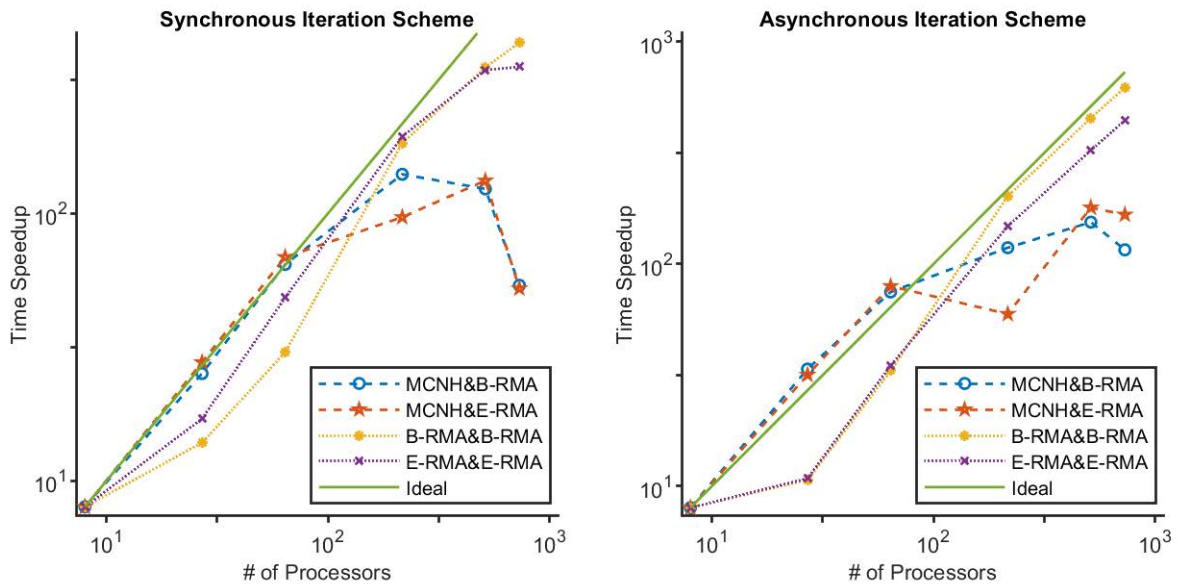 Synchronous Iteration Scheme
Time Speedup
10^2
10^1
MCNH&B-RMA
MCNH&E-RMA
B-RMA&B-RMA
E-RMA&E-RMA
Ideal
10^1 10^2 10^3
# of Processors
Asynchronous Iteration Scheme
Time Speedup
10^3
10^2
10^1
MCNH&B-RMA
MCNH&E-RMA
B-RMA&B-RMA
E-RMA&E-RMA
Ideal
10^1 10^2 10^3
# of Processors